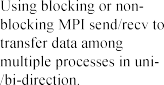 Using blocking or non-
blocking MPI send/recv to
transfer data among
multiple processes in uni-
/bi-direction.